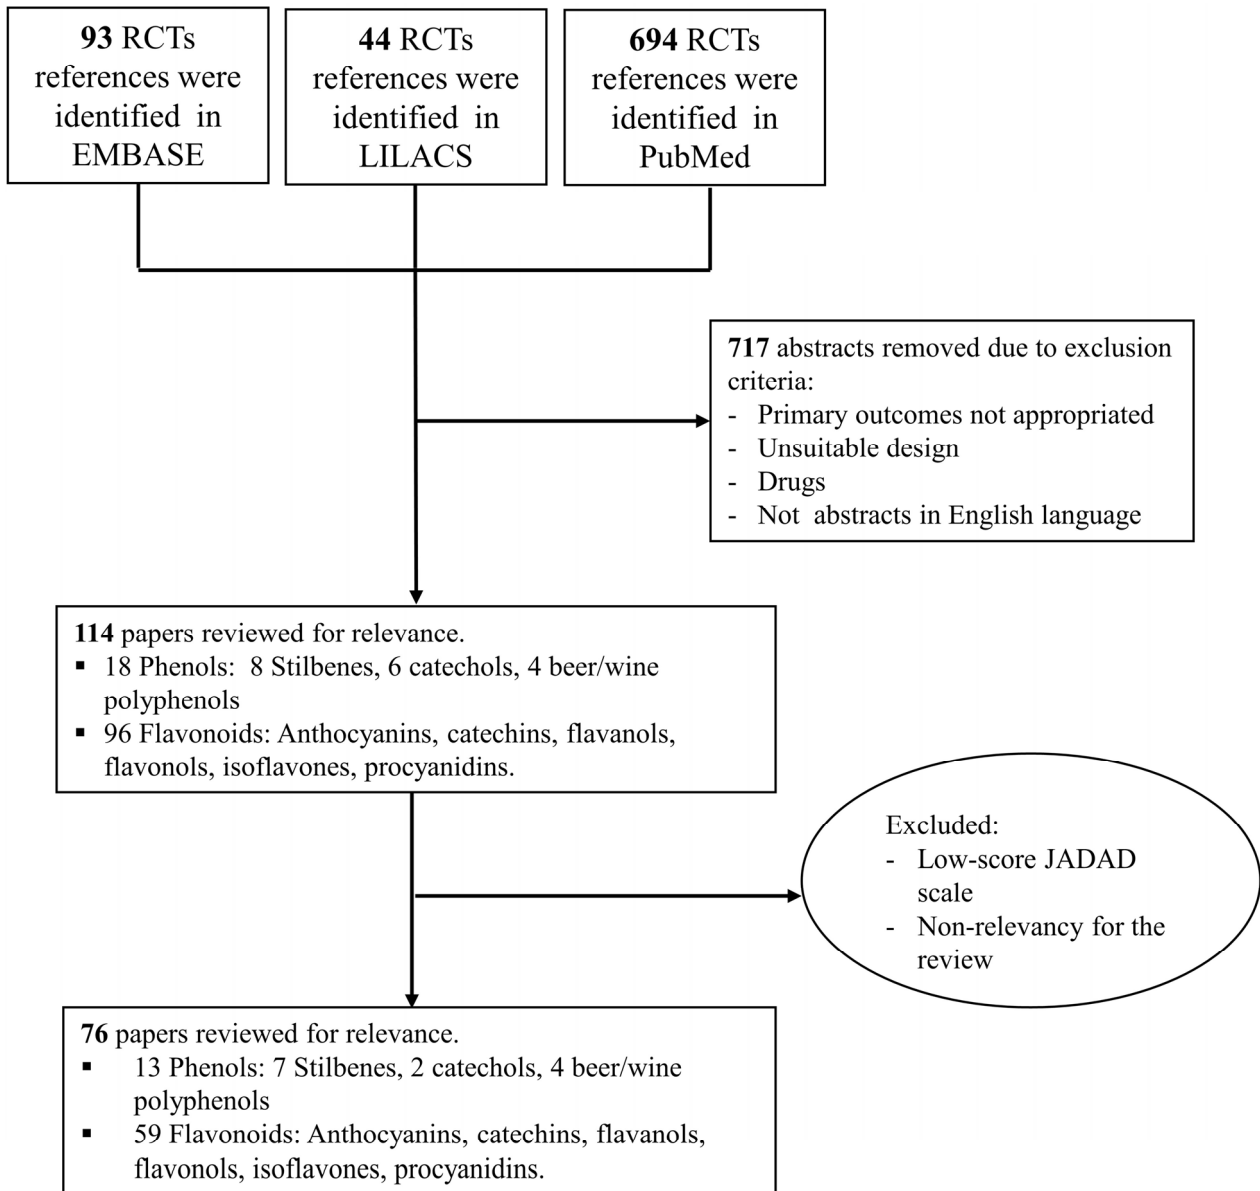 93 RCTs
references were
identified in
EMBASE
44 RCTs
references were
identified in
LILACS
694 RCTs
references were
identified in
PubMed
717 abstracts removed due to exclusion
criteria:
- Primary outcomes not appropriated
- Unsuitable design
- Drugs
- Not abstracts in English language
114 papers reviewed for relevance.
▪ 18 Phenols: 8 Stilbenes, 6 catechols, 4 beer/wine
polyphenols
▪ 96 Flavonoids: Anthocyanins, catechins, flavanols,
flavonols, isoflavones, procyanidins.
Excluded:
- Low-score JADAD
scale
- Non-relevancy for the
review
76 papers reviewed for relevance.
▪ 13 Phenols: 7 Stilbenes, 2 catechols, 4 beer/wine
polyphenols
▪ 59 Flavonoids: Anthocyanins, catechins, flavanols,
flavonols, isoflavones, procyanidins.